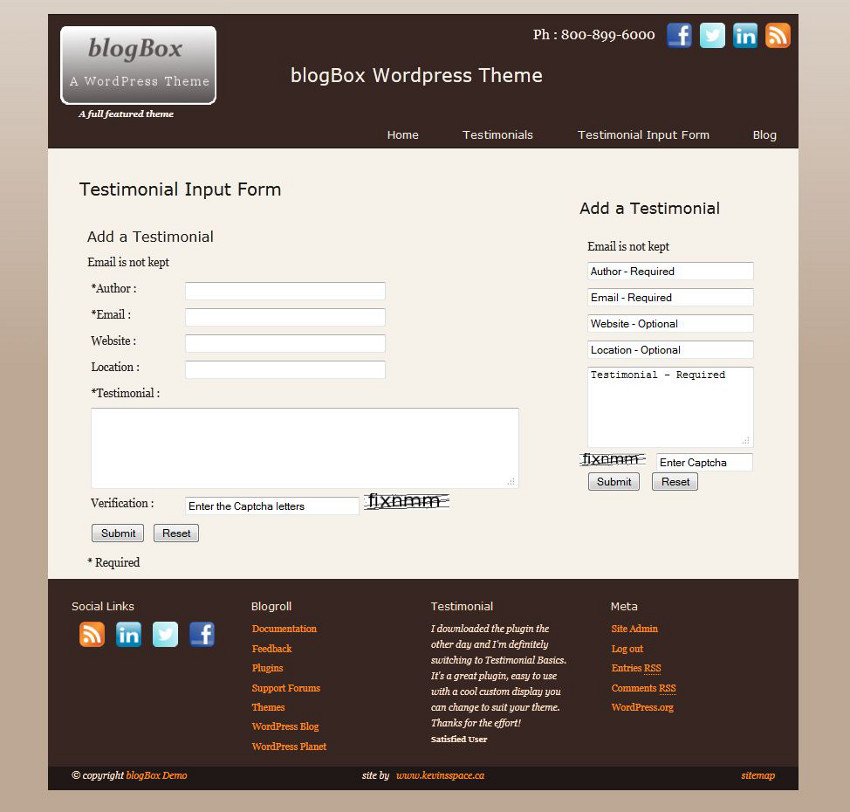 blogBox
A WordPress Theme
A full featured theme
Ph : 800-899-6000
blogBox Wordpress Theme
Home Testimonials Testimonial Input Form Blog
Testimonial Input Form
Add a Testimonial
Email is not kept
*Author :
*Email :
Website :
Location :
*Testimonial :
Verification : Enter the Captcha letters fixnmm
Submit Reset
* Required
Add a Testimonial
Email is not kept
Author - Required
Email - Required
Website - Optional
Location - Optional
Testimonial - Required
fixnmm Enter Captcha
Submit Reset
Social Links
Blogroll
Documentation
Feedback
Plugins
Support Forums
Themes
WordPress Blog
WordPress Planet
Testimonial
I downloaded the plugin the
other day and I'm definitely
switching to Testimonial Basics.
It's a great plugin, easy to use
with a cool custom display you
can change to suit your theme.
Thanks for the effort!
Satisfied User
Meta
Site Admin
Log out
Entries RSS
Comments RSS
WordPress.org
© copyright blogBox Demo site by www.kevinsspace.ca sitemap